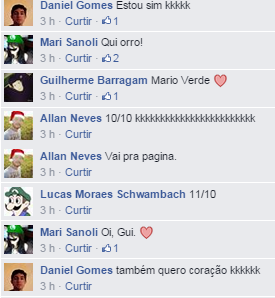 Daniel Gomes Estou sim kkkkk
3 h · Curtir · 1
Mari Sanoli Qui orro!
3 h · Curtir · 2
Guilherme Barragam Mario Verde
3 h · Curtir · 1
Allan Neves 10/10 kkkkkkkkkkkkkkkkkkkkkkkkk
3 h · Curtir
Allan Neves Vai pra pagina.
3 h · Curtir
Lucas Moraes Schwambach 11/10
3 h · Curtir
Mari Sanoli Oi, Gui.
3 h · Curtir · 1
Daniel Gomes também quero coração kkkkkk
3 h · Curtir